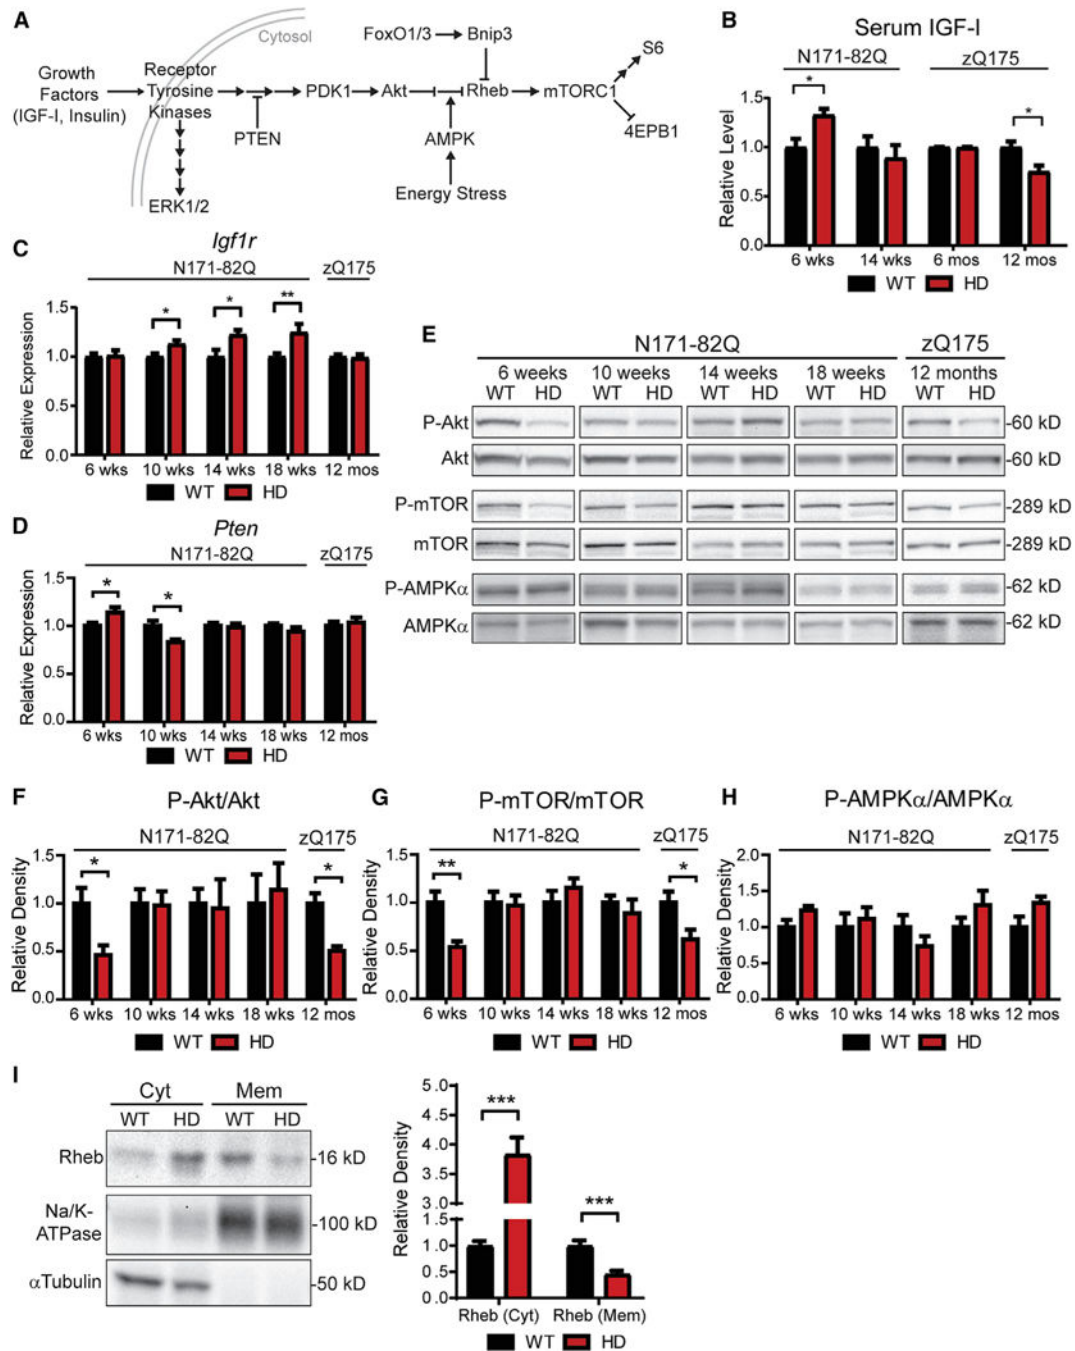 A
FoxO1/3 Bnip3
Cytosol
S6
Growth Factors (IGF-I, Insulin)
Receptor Tyrosine Kinases
PDK1 Akt Rheb mTORC1
PTEN
AMPK
4EPB1
Energy Stress
ERK1/2
B
Serum IGF-I
N171-82Q zQ175
Relative Level
1.5
1.0
0.5
0.0
* *
6 wks 14 wks 6 mos 12 mos
WT HD
C
Igf1r
N171-82Q zQ175
Relative Expression
1.5
1.0
0.5
0.0
* * **
6 wks 10 wks 14 wks 18 wks 12 mos
WT HD
D
Pten
N171-82Q zQ175
Relative Expression
1.5
1.0
0.5
0.0
* *
6 wks 10 wks 14 wks 18 wks 12 mos
WT HD
E
N171-82Q zQ175
6 weeks 10 weeks 14 weeks 18 weeks 12 months
WT HD WT HD WT HD WT HD WT HD
P-Akt -60 kD
Akt -60 kD
P-mTOR -289 kD
mTOR -289 kD
P-AMPKα -62 kD
AMPKα -62 kD
F
P-Akt/Akt
N171-82Q zQ175
Relative Density
1.5
1.0
0.5
0.0
* *
6 wks 10 wks 14 wks 18 wks 12 mos
WT HD
G
P-mTOR/mTOR
N171-82Q zQ175
Relative Density
1.5
1.0
0.5
0.0
** *
6 wks 10 wks 14 wks 18 wks 12 mos
WT HD
H
P-AMPKα/AMPKα
N171-82Q zQ175
Relative Density
2.0
1.5
1.0
0.5
0.0
6 wks 10 wks 14 wks 18 wks 12 mos
WT HD
I
Cyt Mem
WT HD WT HD
Rheb -16 kD
Na/K-
ATPase -100 kD
αTubulin -50 kD
Relative Density
5.0
4.5
4.0
3.5
3.0
1.5
1.0
0.5
0.0
*** ***
Rheb (Cyt) Rheb (Mem)
WT HD